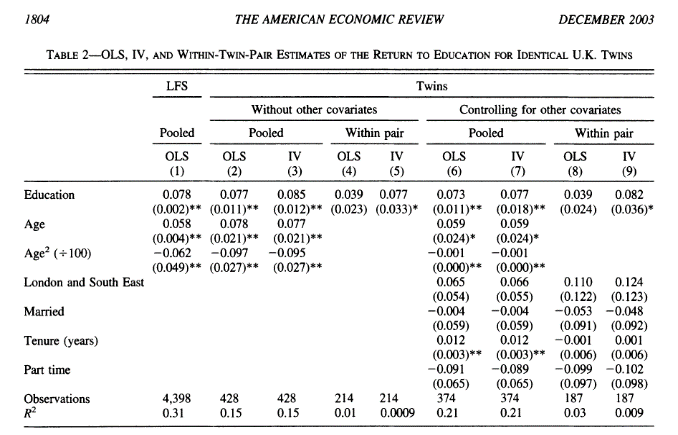 1804 THE AMERICAN ECONOMIC REVIEW DECEMBER 2003
TABLE 2—OLS, IV, AND WITHIN-TWIN-PAIR ESTIMATES OF THE RETURN TO EDUCATION FOR IDENTICAL U.K. TWINS
LFS Twins
Without other covariates Controlling for other covariates
Pooled Pooled Within pair Pooled Within pair
OLS OLS IV OLS IV OLS IV OLS IV
(1) (2) (3) (4) (5) (6) (7) (8) (9)
Education 0.078 0.077 0.085 0.039 0.077 0.073 0.077 0.039 0.082
(0.002)** (0.011)** (0.012)** (0.023) (0.033)* (0.011)** (0.018)** (0.024) (0.036)*
Age 0.058 0.078 0.077 0.059 0.059
(0.004)** (0.021)** (0.021)** (0.024)* (0.024)*
Age² (÷100) −0.062 −0.097 −0.095 −0.001 −0.001
(0.049)** (0.027)** (0.027)** (0.000)** (0.000)**
London and South East 0.065 0.066 0.110 0.124
(0.054) (0.055) (0.122) (0.123)
Married −0.004 −0.004 −0.053 −0.048
(0.059) (0.059) (0.091) (0.092)
Tenure (years) 0.012 0.012 −0.001 0.001
(0.003)** (0.003)** (0.006) (0.006)
Part time −0.091 −0.089 −0.099 −0.102
(0.065) (0.065) (0.097) (0.098)
Observations 4,398 428 428 214 214 374 374 187 187
R² 0.31 0.15 0.15 0.01 0.0009 0.21 0.21 0.03 0.009